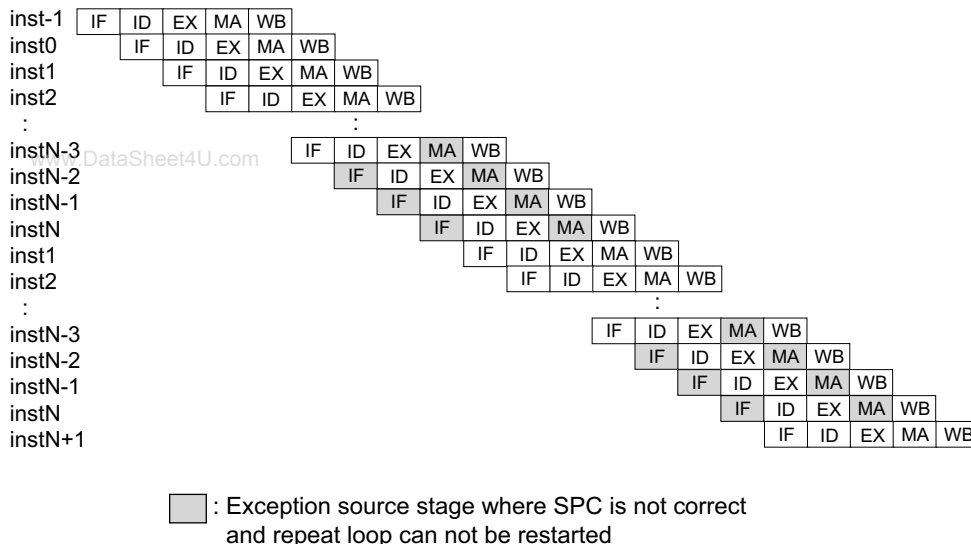 inst-1 IF ID EX MA WB
inst0 IF ID EX MA WB
inst1 IF ID EX MA WB
inst2 IF ID EX MA WB
: :
instN-3 IF ID EX MA WB
www.DataSheet4U.com
instN-2 IF ID EX MA WB
instN-1 IF ID EX MA WB
instN IF ID EX MA WB
inst1 IF ID EX MA WB
inst2 IF ID EX MA WB
: :
instN-3 IF ID EX MA WB
instN-2 IF ID EX MA WB
instN-1 IF ID EX MA WB
instN IF ID EX MA WB
instN+1 IF ID EX MA WB
: Exception source stage where SPC is not correct
and repeat loop can not be restarted